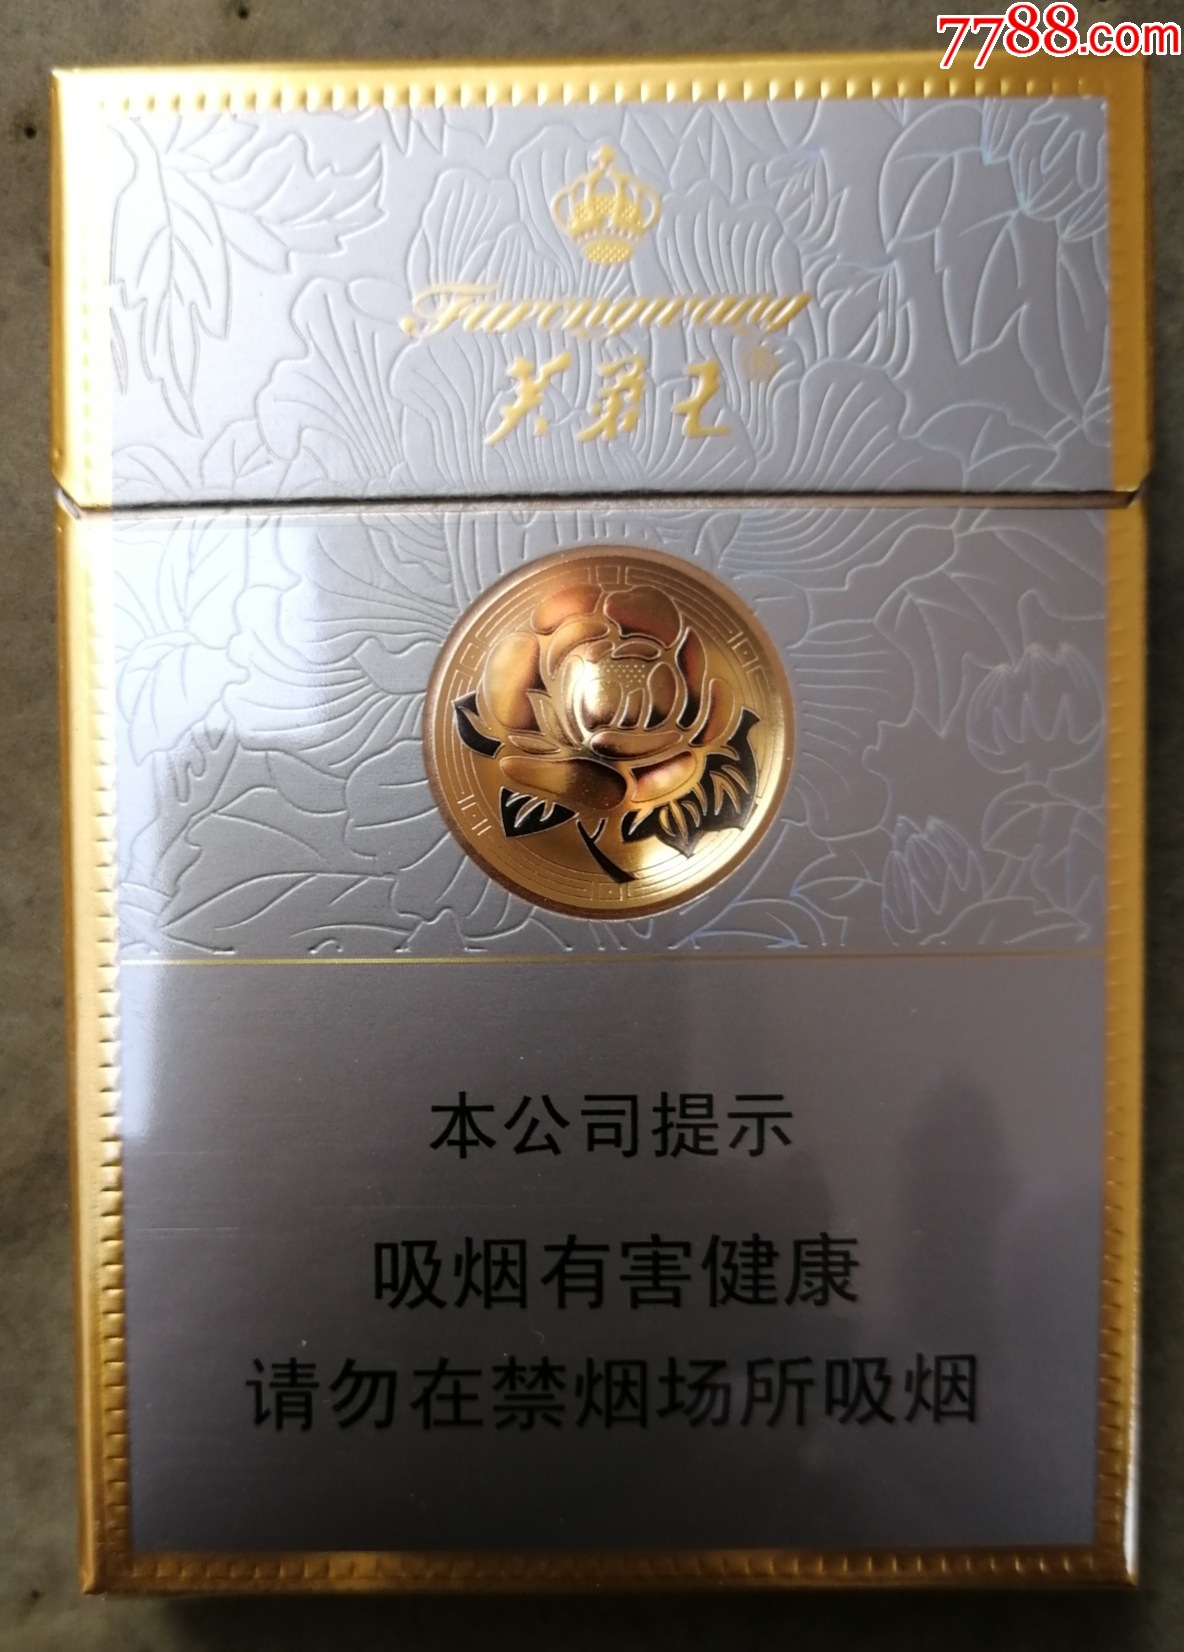 7788.com
Furongwang
芙蓉王
本公司提示
吸烟有害健康
请勿在禁烟场所吸烟